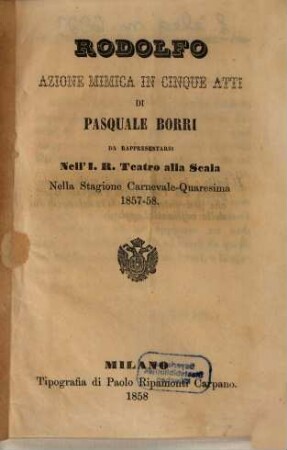 RODOLFO
AZIONE MIMICA IN CINQUE ATTI
DI
PASQUALE BORRI
DA RAPPRESENTARSI
Nell' I. R. Teatro alla Scala
Nella Stagione Carnevale-Quaresima
1857-58.
MILANO
Tipografia di Paolo Ripamonti Carpano.
1858